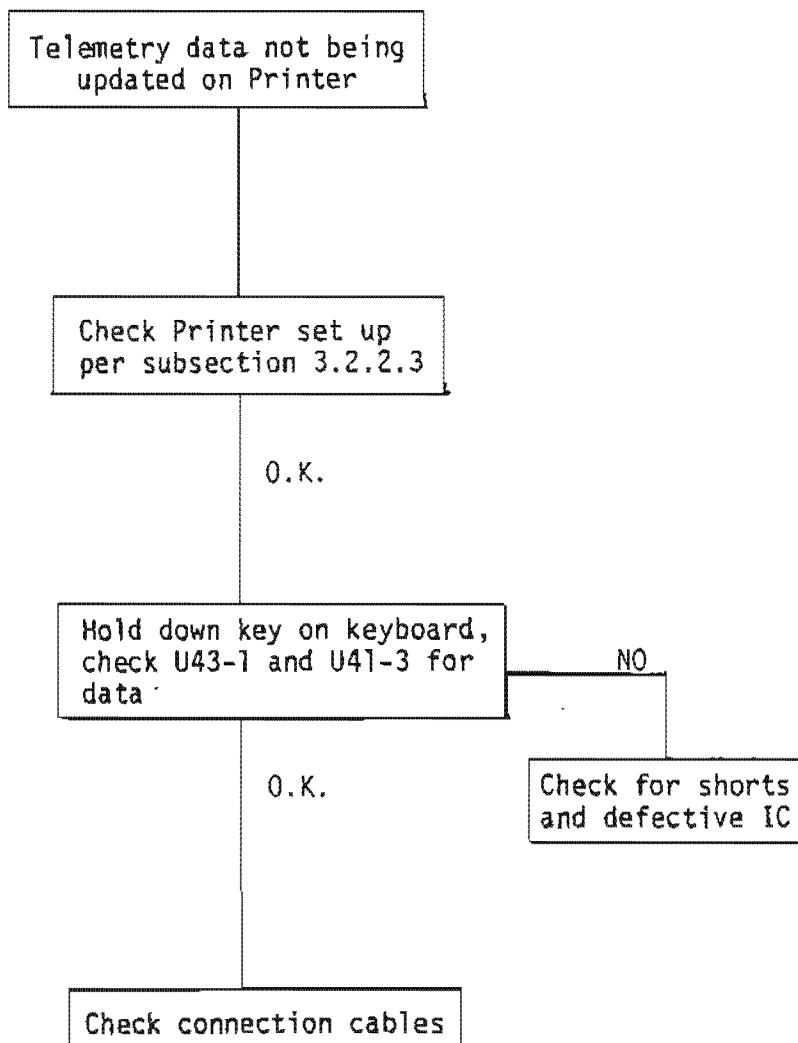 Telemetry data not being
updated on Printer
Check Printer set up
per subsection 3.2.2.3
O.K.
Hold down key on keyboard,
check U43-1 and U41-3 for
data
NO
O.K.
Check for shorts
and defective IC
Check connection cables